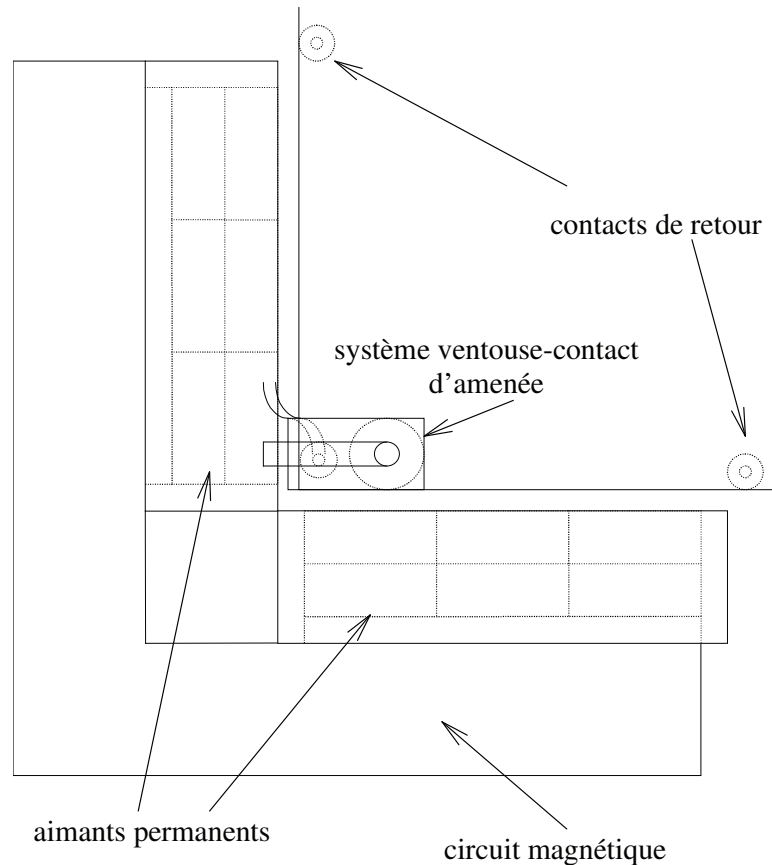 contacts de retour
système ventouse-contact
d'amenée
aimants permanents
circuit magnétique